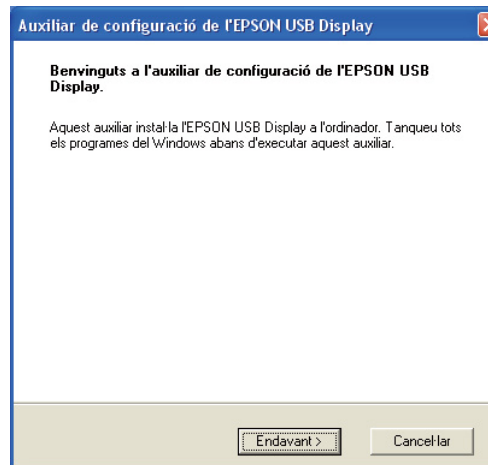 Auxiliar de configuració de l'EPSON USB Display
Benvinguts a l'auxiliar de configuració de l'EPSON USB
Display.
Aquest auxiliar instal·la l'EPSON USB Display a l'ordinador. Tanqueu tots
els programes del Windows abans d'executar aquest auxiliar.
Endavant >
Cancel·lar